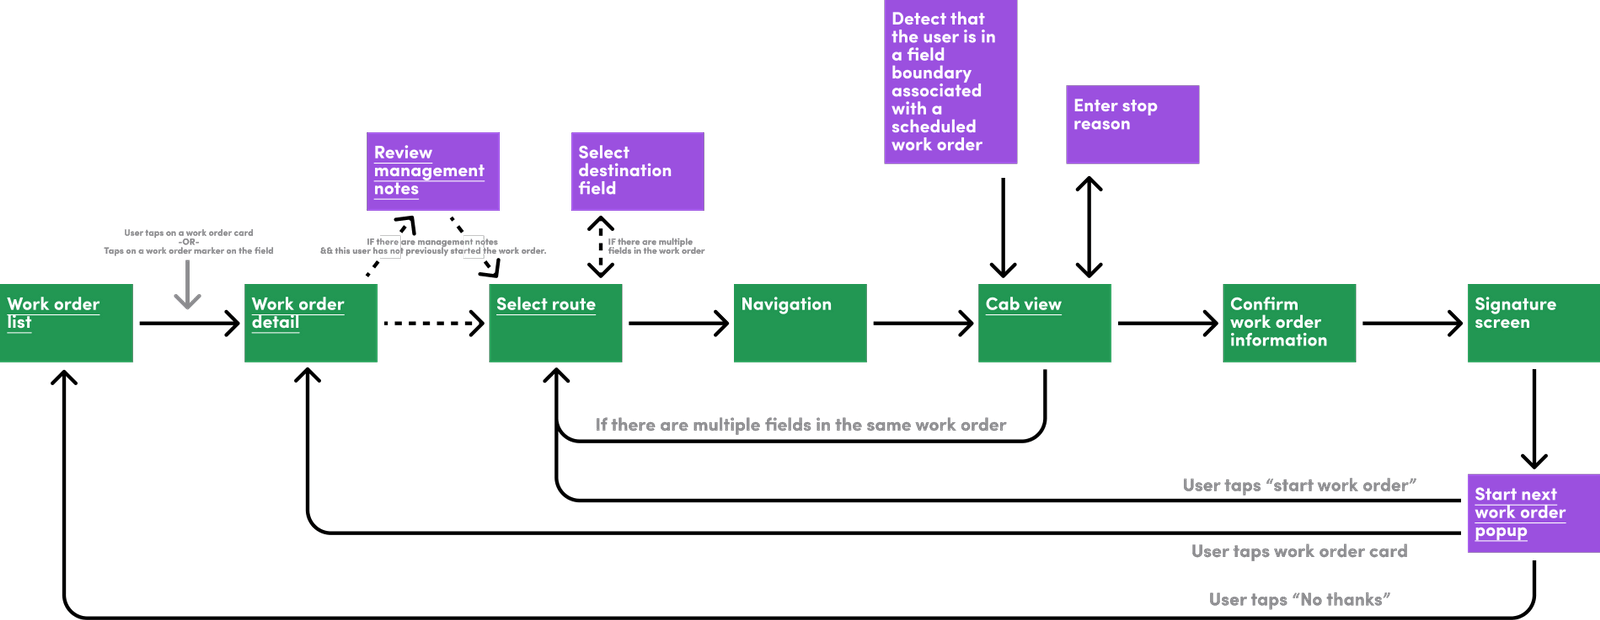 Detect that
the user is in
a field
boundary
associated
with a
scheduled
work order
Enter stop
reason
Review
management
notes
Select
destination
field
User taps on a work order card
-OR-
Taps on a work order marker on the field
IF there are management notes
&& this user has not previously started the work order.
IF there are multiple
fields in the work order
Work order
list
Work order
detail
Select route
Navigation
Cab view
Confirm
work order
information
Signature
screen
If there are multiple fields in the same work order
User taps “start work order”
Start next
work order
popup
User taps work order card
User taps “No thanks”